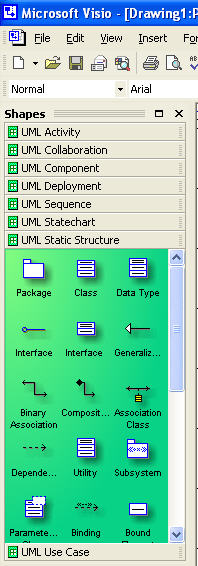 Microsoft Visio - [Drawing1:P
File Edit View Insert Fo
Normal Arial
Shapes
UML Activity
UML Collaboration
UML Component
UML Deployment
UML Sequence
UML Statechart
UML Static Structure
Package Class Data Type
Interface Interface Generaliz...
Binary Association Composit... Association Class
Depende... Utility Subsystem
Paramete... Binding Bound
UML Use Case